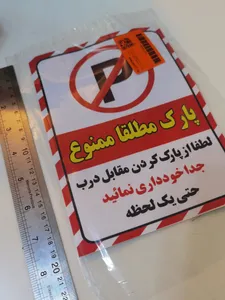 P
پارک مطلقا ممنوع
لطفا از پارک کردن مقابل درب
جدا خودداری نمائید
حتی یک لحظه